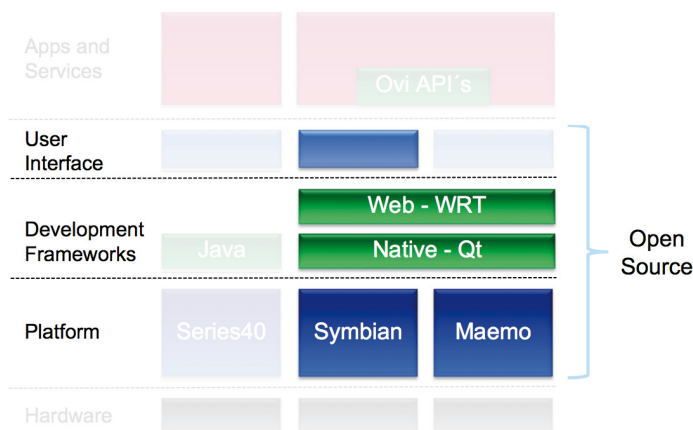 Apps and
Services
Ovi API´s
User
Interface
Web - WRT
Development
Frameworks
Java
Native - Qt
Open
Source
Platform
Series40
Symbian
Maemo
Hardware